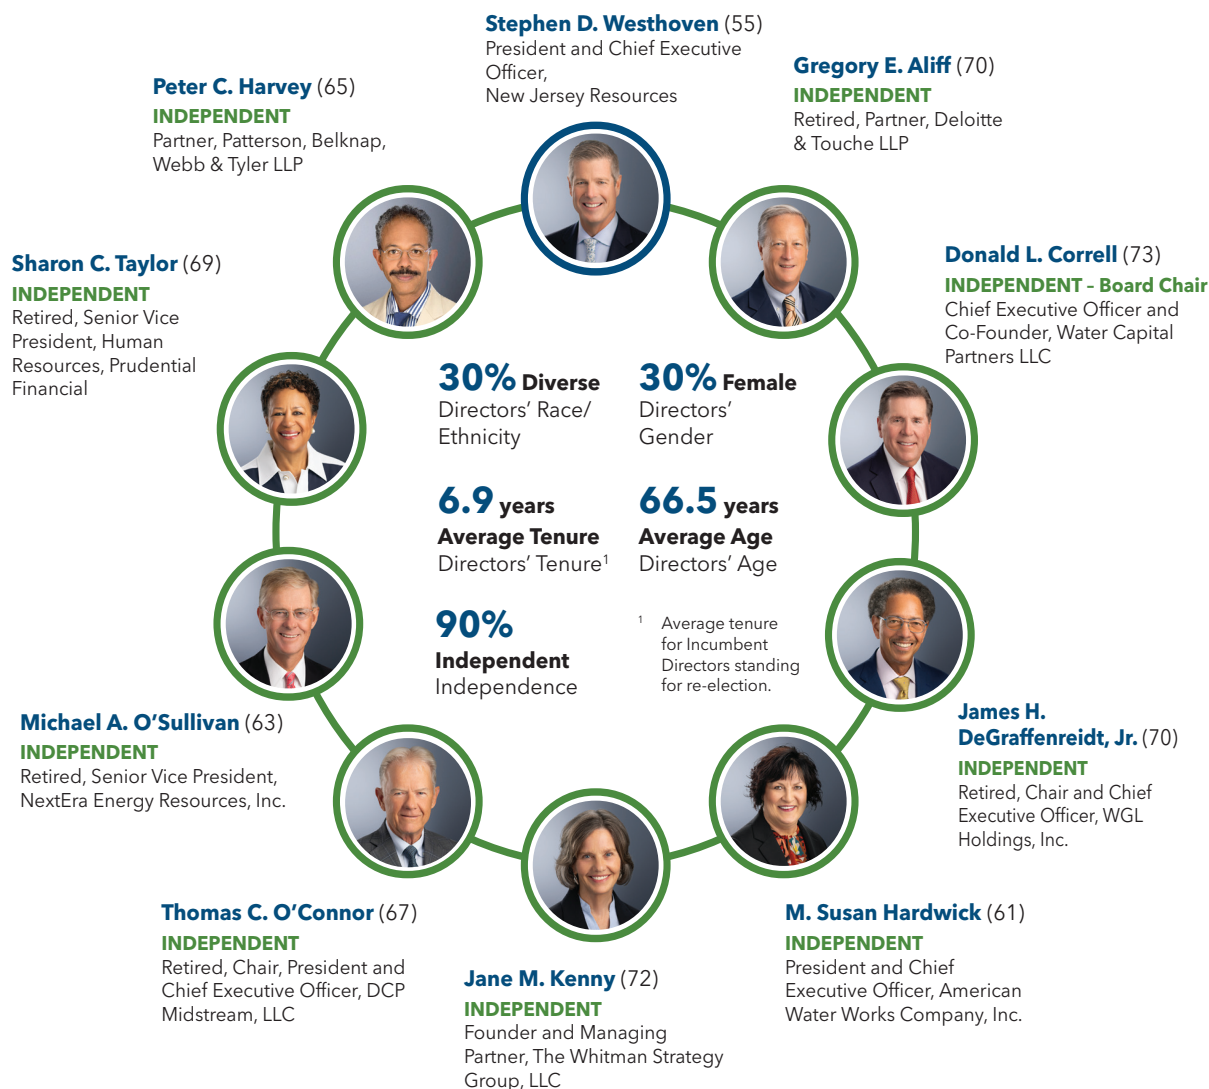 Stephen D. Westhoven (55)
President and Chief Executive
Officer,
New Jersey Resources
Gregory E. Aliff (70)
INDEPENDENT
Retired, Partner, Deloitte
& Touche LLP
Peter C. Harvey (65)
INDEPENDENT
Partner, Patterson, Belknap,
Webb & Tyler LLP
Donald L. Correll (73)
INDEPENDENT – Board Chair
Chief Executive Officer and
Co-Founder, Water Capital
Partners LLC
Sharon C. Taylor (69)
INDEPENDENT
Retired, Senior Vice
President, Human
Resources, Prudential
Financial
30% Diverse
Directors’ Race/
Ethnicity
30% Female
Directors’
Gender
6.9 years
Average Tenure
Directors’ Tenure¹
66.5 years
Average Age
Directors’ Age
90%
Independent
Independence
¹ Average tenure
for Incumbent
Directors standing
for re-election.
Michael A. O’Sullivan (63)
INDEPENDENT
Retired, Senior Vice President,
NextEra Energy Resources, Inc.
James H.
DeGraffenreidt, Jr. (70)
INDEPENDENT
Retired, Chair and Chief
Executive Officer, WGL
Holdings, Inc.
Thomas C. O’Connor (67)
INDEPENDENT
Retired, Chair, President and
Chief Executive Officer, DCP
Midstream, LLC
Jane M. Kenny (72)
INDEPENDENT
Founder and Managing
Partner, The Whitman Strategy
Group, LLC
M. Susan Hardwick (61)
INDEPENDENT
President and Chief
Executive Officer, American
Water Works Company, Inc.